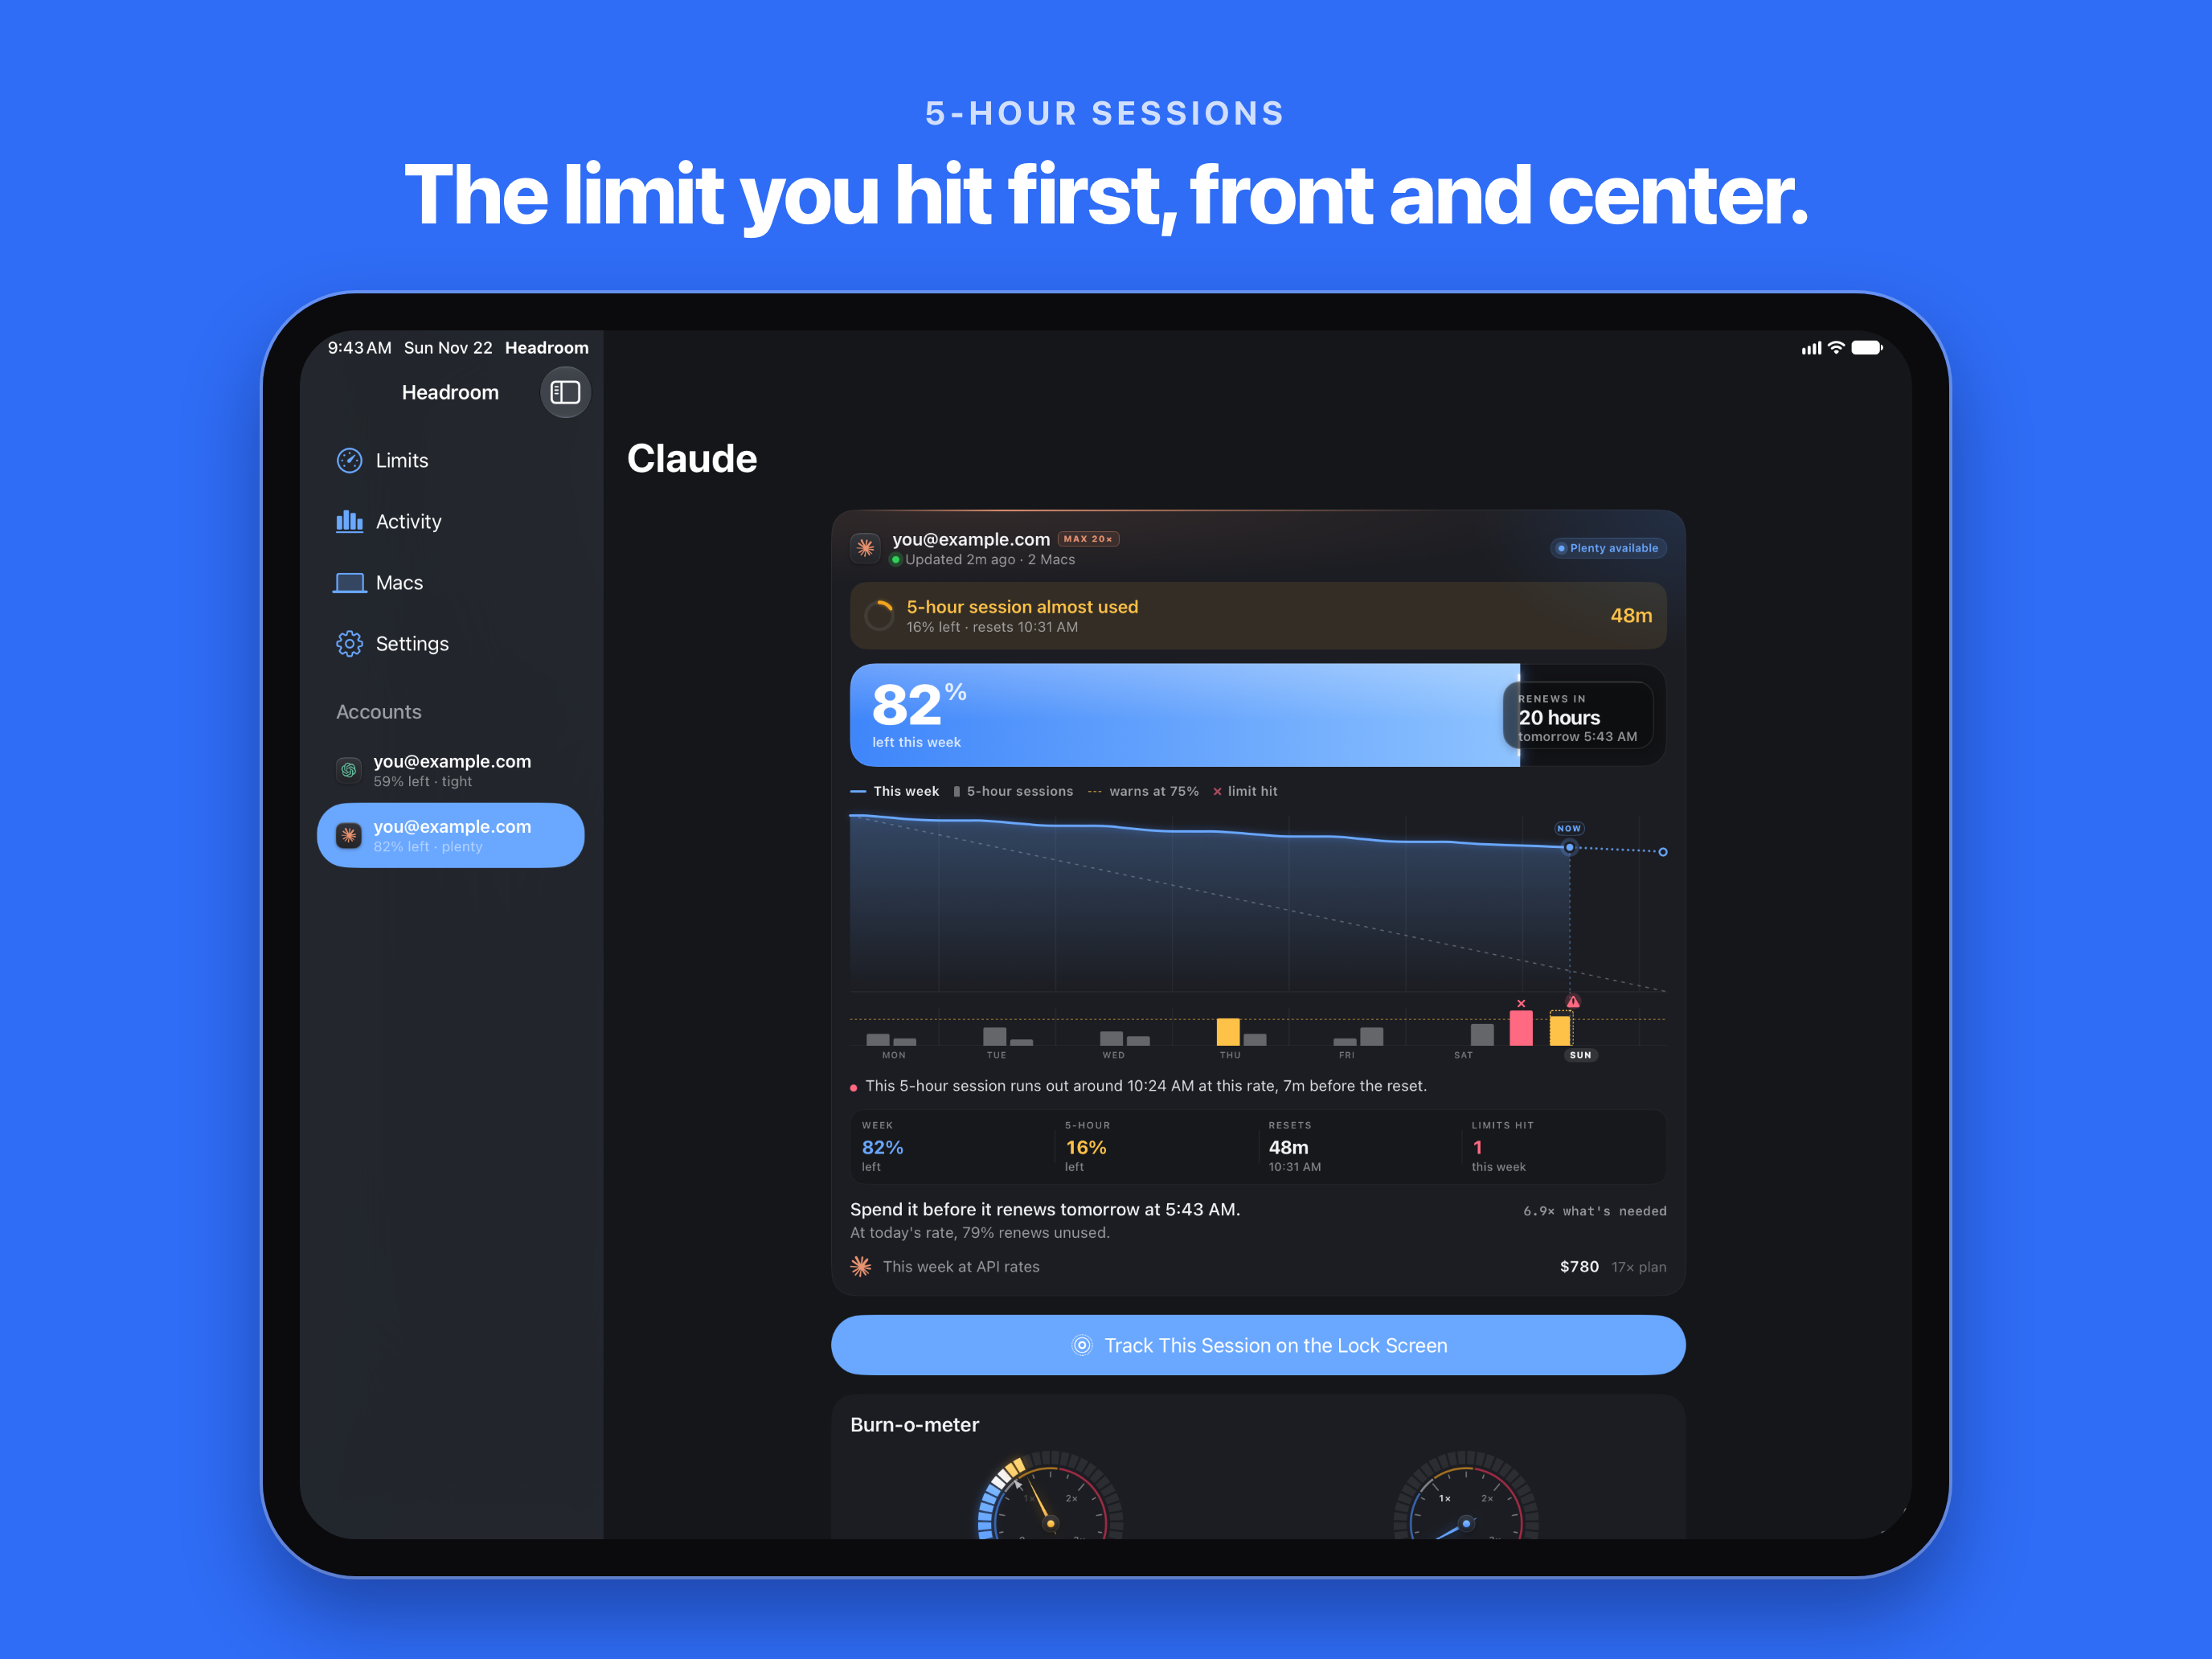 5-HOUR SESSIONS
The limit you hit first, front and center.
9:43 AM Sun Nov 22 Headroom
Headroom
Limits
Activity
Macs
Settings
Accounts
you@example.com
59% left · tight
you@example.com
82% left · plenty
Claude
you@example.com MAX 20×
Updated 2m ago · 2 Macs
Plenty available
5-hour session almost used
16% left · resets 10:31 AM
48m
82%
left this week
RENEWS IN
20 hours
tomorrow 5:43 AM
This week 5-hour sessions warns at 75% × limit hit
NOW
MON TUE WED THU FRI SAT SUN
This 5-hour session runs out around 10:24 AM at this rate, 7m before the reset.
WEEK
82%
left
5-HOUR
16%
left
RESETS
48m
10:31 AM
LIMITS HIT
1
this week
Spend it before it renews tomorrow at 5:43 AM.
6.9× what's needed
At today's rate, 79% renews unused.
This week at API rates
$780 17× plan
Track This Session on the Lock Screen
Burn-o-meter
1× 2×
1× 2×